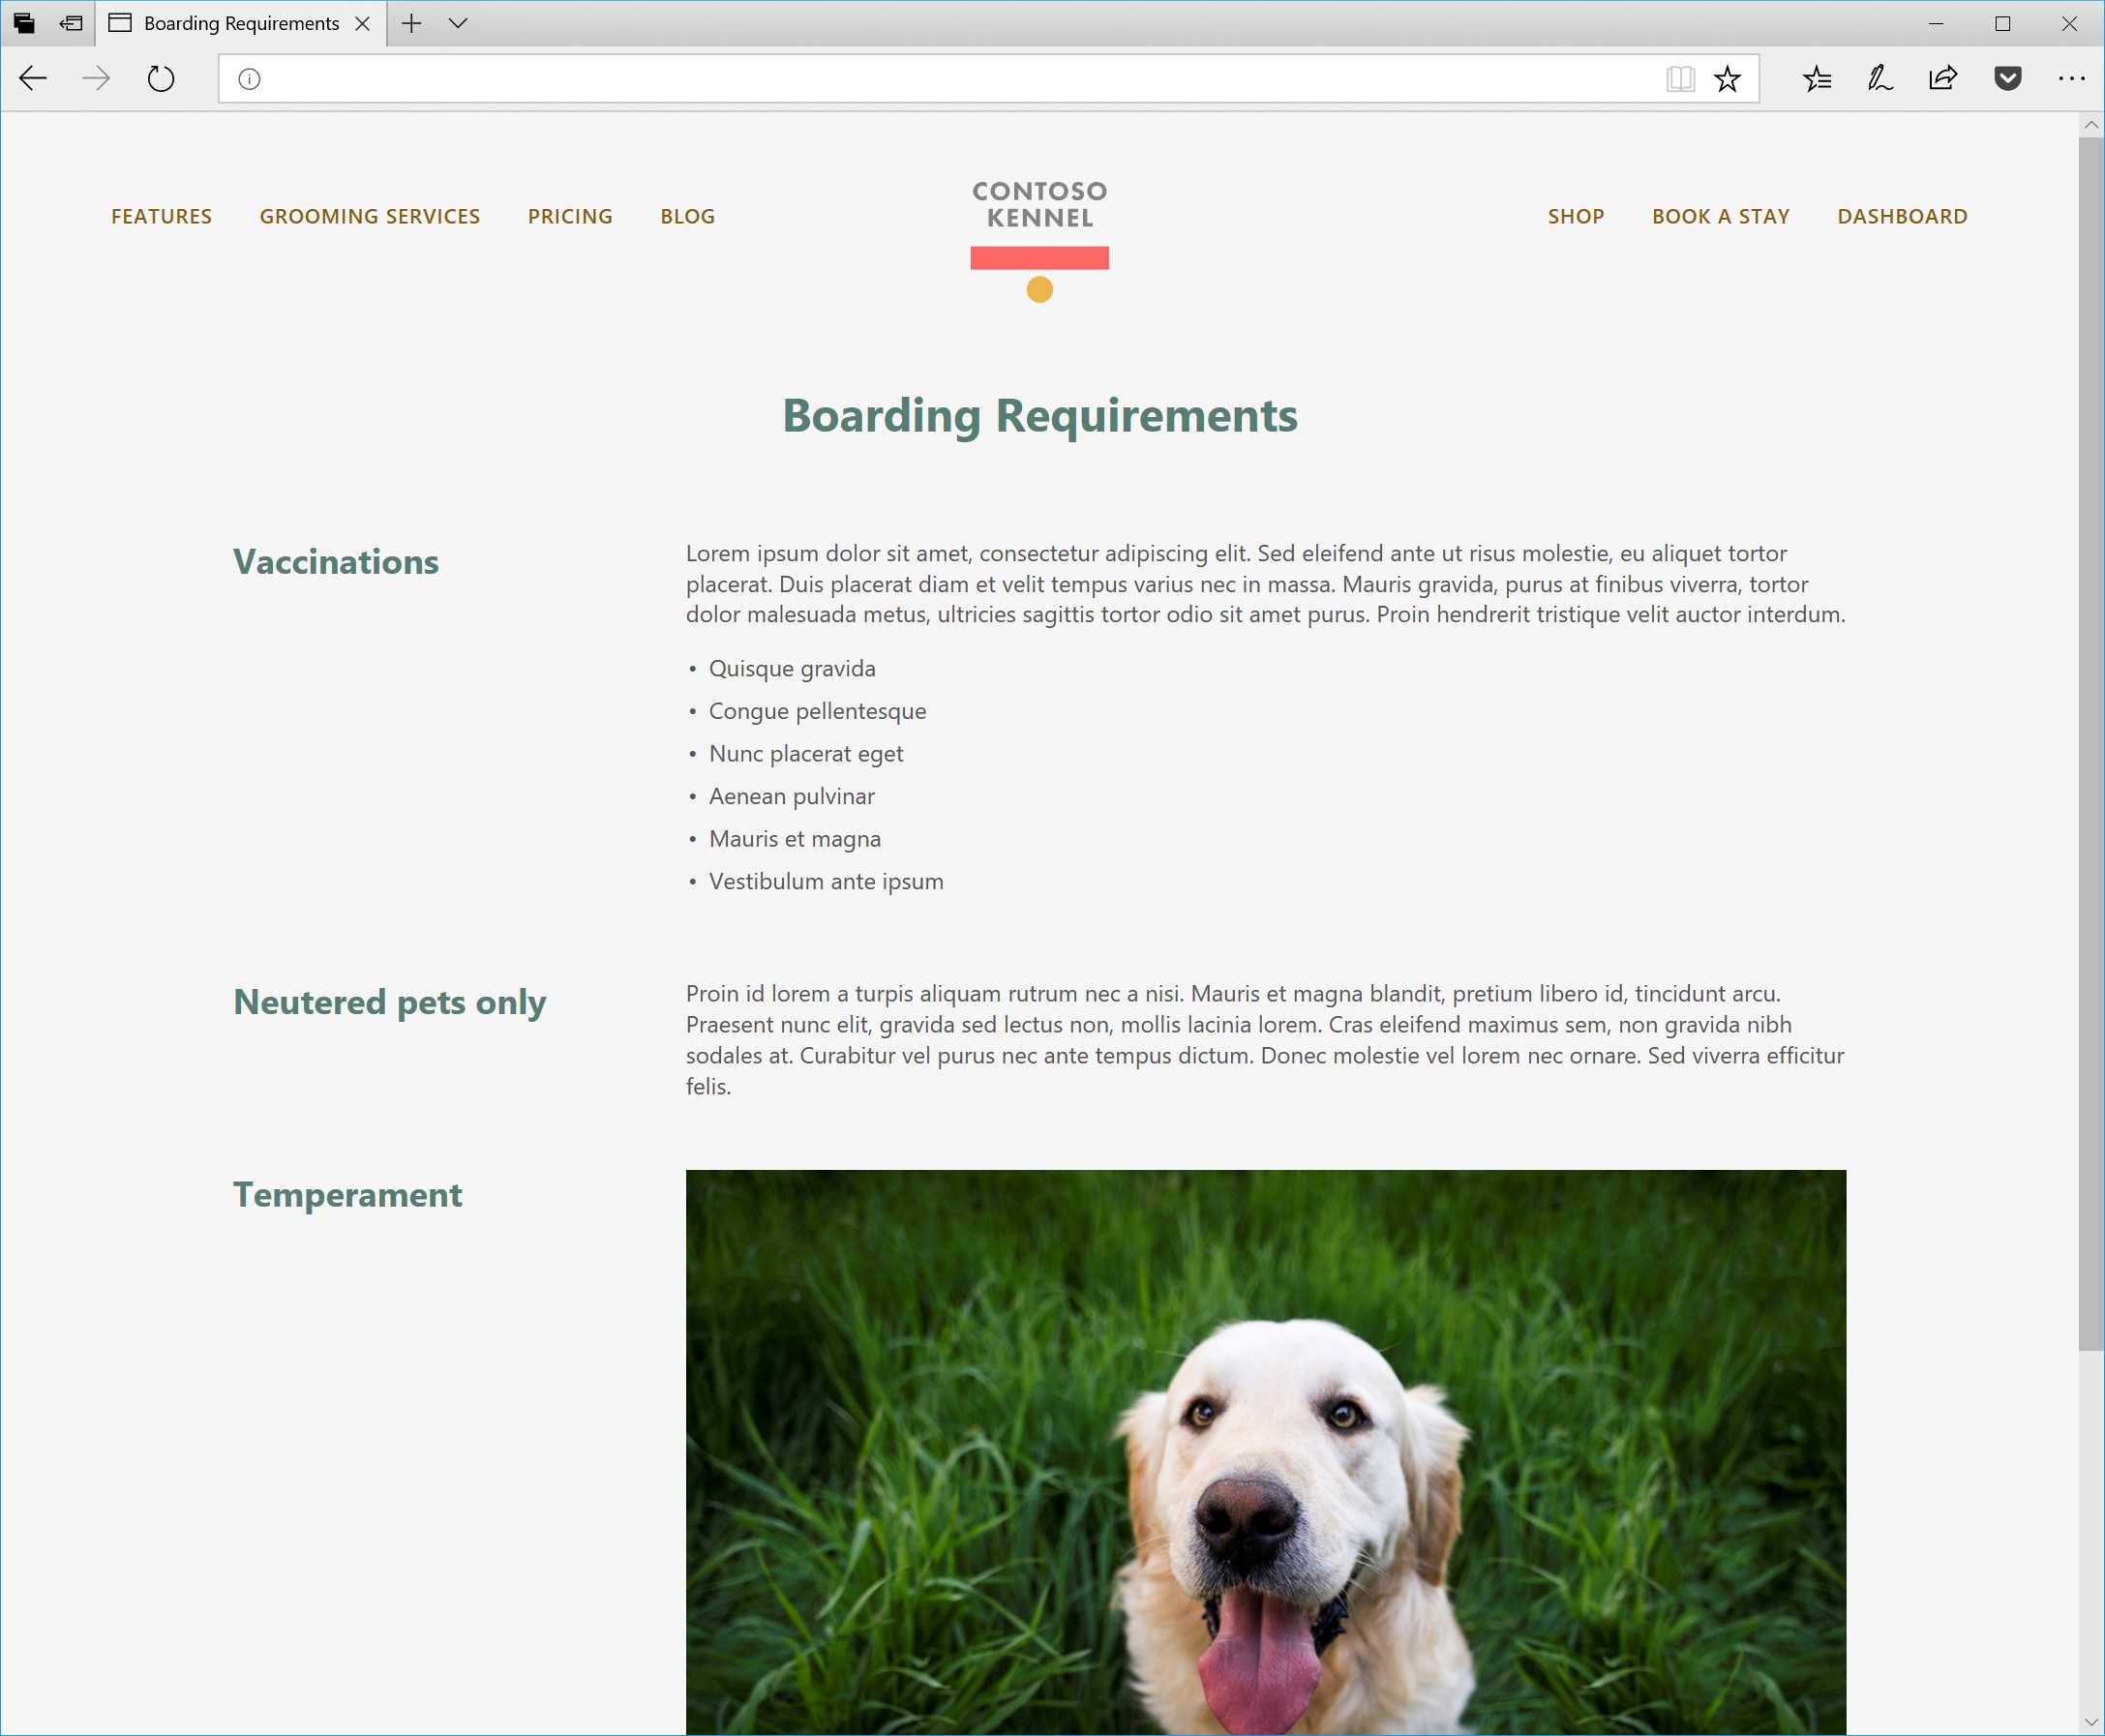 Boarding Requirements
FEATURES GROOMING SERVICES PRICING BLOG
CONTOSO
KENNEL
SHOP BOOK A STAY DASHBOARD
Boarding Requirements
Vaccinations
Lorem ipsum dolor sit amet, consectetur adipiscing elit. Sed eleifend ante ut risus molestie, eu aliquet tortor
placerat. Duis placerat diam et velit tempus varius nec in massa. Mauris gravida, purus at finibus viverra, tortor
dolor malesuada metus, ultricies sagittis tortor odio sit amet purus. Proin hendrerit tristique velit auctor interdum.
• Quisque gravida
• Congue pellentesque
• Nunc placerat eget
• Aenean pulvinar
• Mauris et magna
• Vestibulum ante ipsum
Neutered pets only
Proin id lorem a turpis aliquam rutrum nec a nisi. Mauris et magna blandit, pretium libero id, tincidunt arcu.
Praesent nunc elit, gravida sed lectus non, mollis lacinia lorem. Cras eleifend maximus sem, non gravida nibh
sodales at. Curabitur vel purus nec ante tempus dictum. Donec molestie vel lorem nec ornare. Sed viverra efficitur
felis.
Temperament